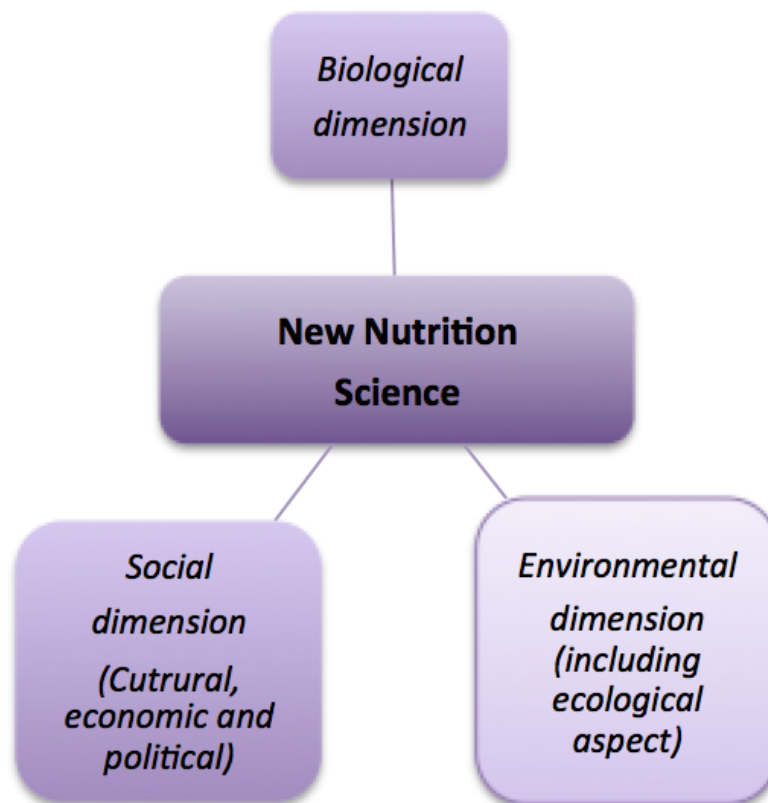 Biological
dimension
New Nutrition
Science
Social
dimension
(Cutrural,
economic and
political)
Environmental
dimension
(including
ecological
aspect)